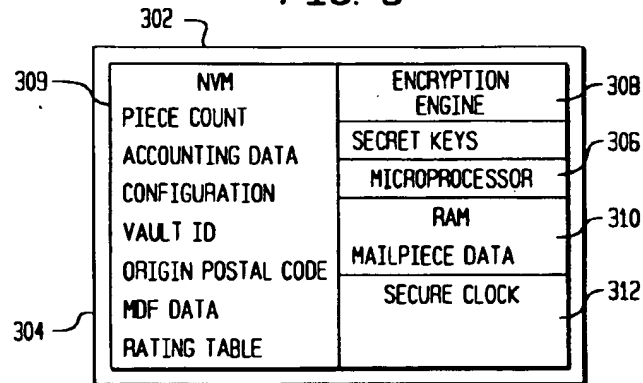 302
309
NVM
PIECE COUNT
ACCOUNTING DATA
CONFIGURATION
VAULT ID
ORIGIN POSTAL CODE
MDF DATA
RATING TABLE
304
ENCRYPTION
ENGINE
SECRET KEYS
MICROPROCESSOR
RAM
MAILPIECE DATA
SECURE CLOCK
308
306
310
312